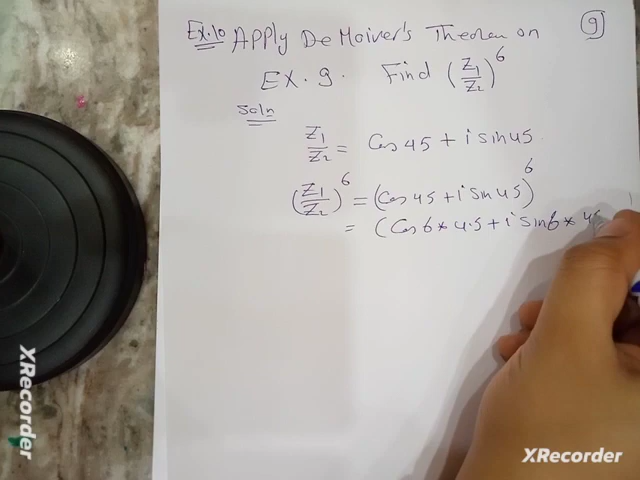 Ex.10 Apply De Moiver's Theorem on
9
Ex.9. Find (Z1/Z2)^6
Soln
Z1/Z2 = Cos 45 + i sin 45
(Z1/Z2)^6 = (Cos 45 + i sin 45)^6
= (Cos 6 * 45 + i sin 6 * 45
XRecorder
XRecorder